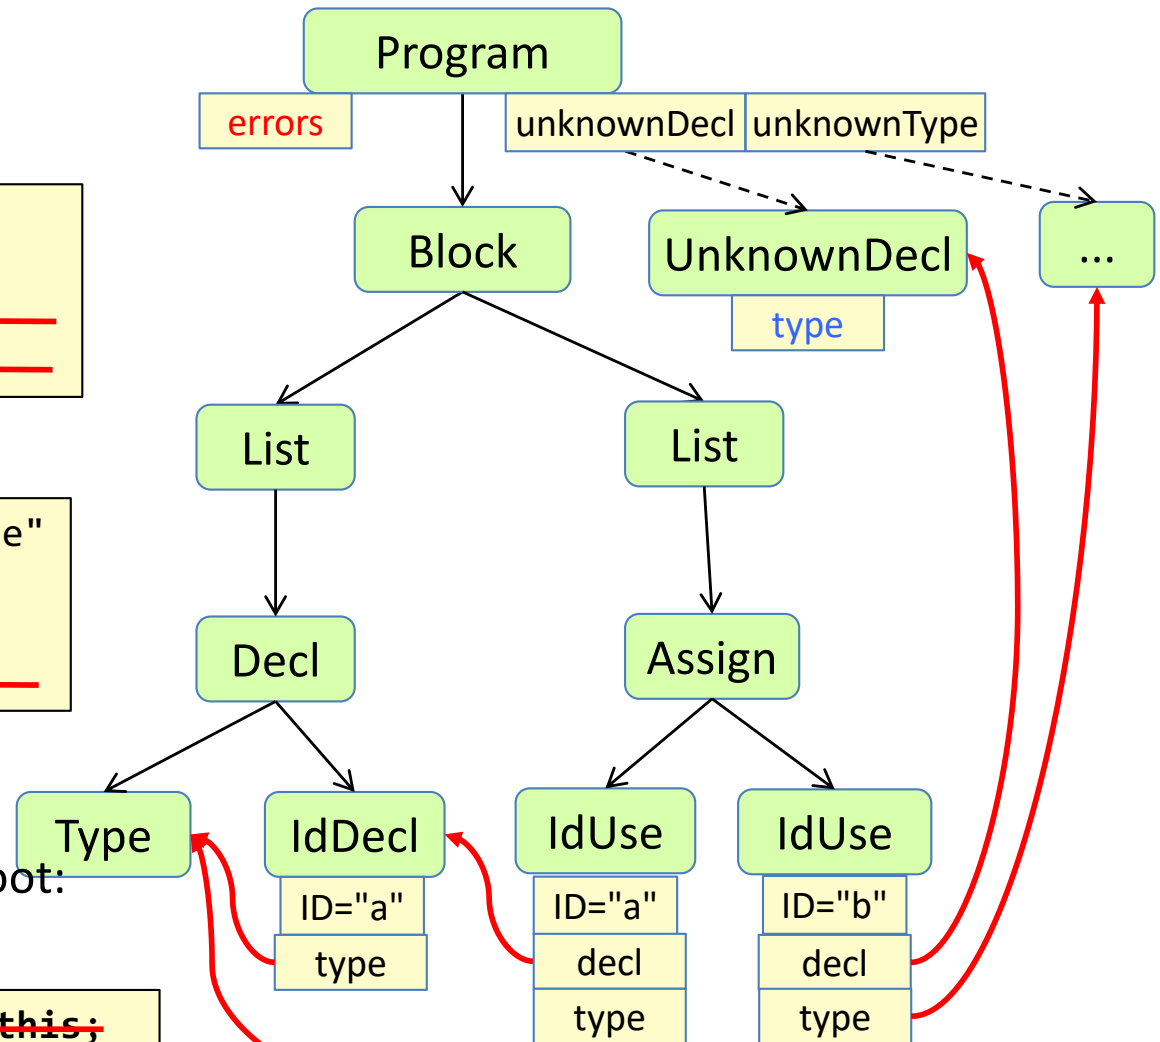 Program
errors
unknownDecl unknownType
Block
UnknownDecl
...
type
List
List
e"
Decl
Assign
Type
IdDecl
IdUse
IdUse
oot:
ID="a"
ID="a"
ID="b"
type
decl
decl
type
type
this;